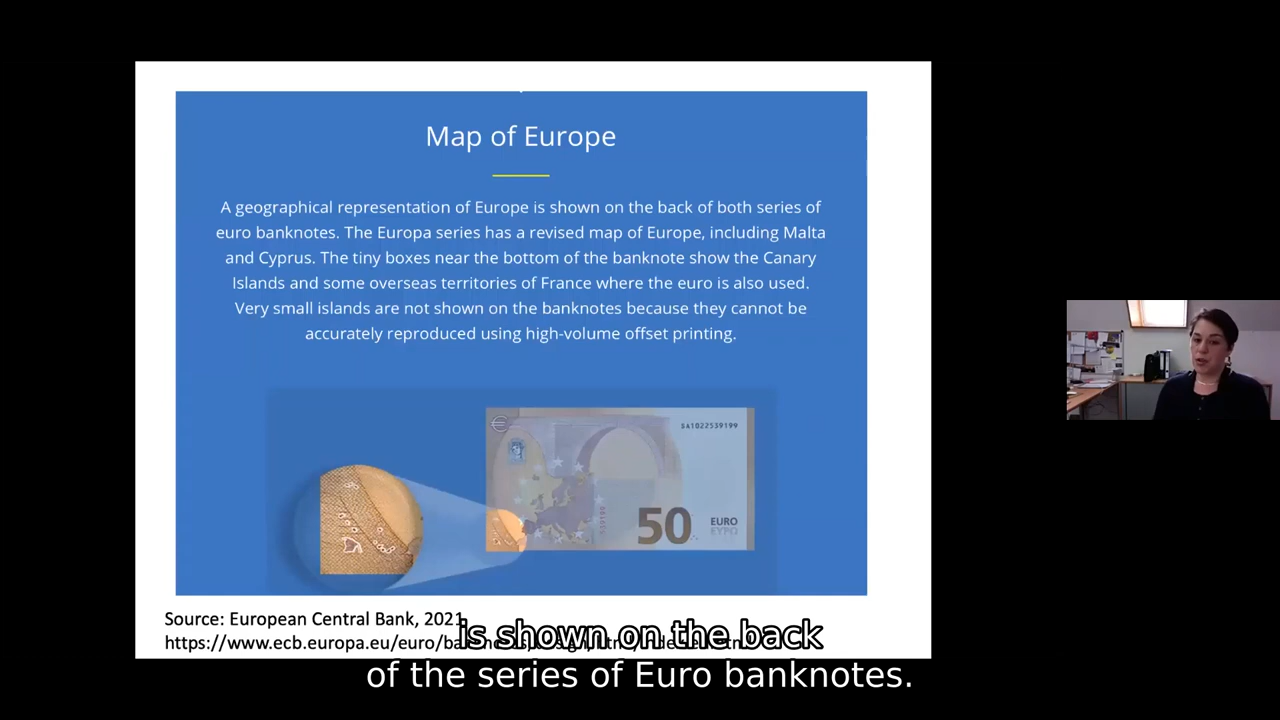 Map of Europe
A geographical representation of Europe is shown on the back of both series of
euro banknotes. The Europa series has a revised map of Europe, including Malta
and Cyprus. The tiny boxes near the bottom of the banknote show the Canary
Islands and some overseas territories of France where the euro is also used.
Very small islands are not shown on the banknotes because they cannot be
accurately reproduced using high-volume offset printing.
€
SA1022539199
50 EURO
ΕΥΡΩ
Source: European Central Bank, 2021
https://www.ecb.europa.eu/euro/
is shown on the back
of the series of Euro banknotes.